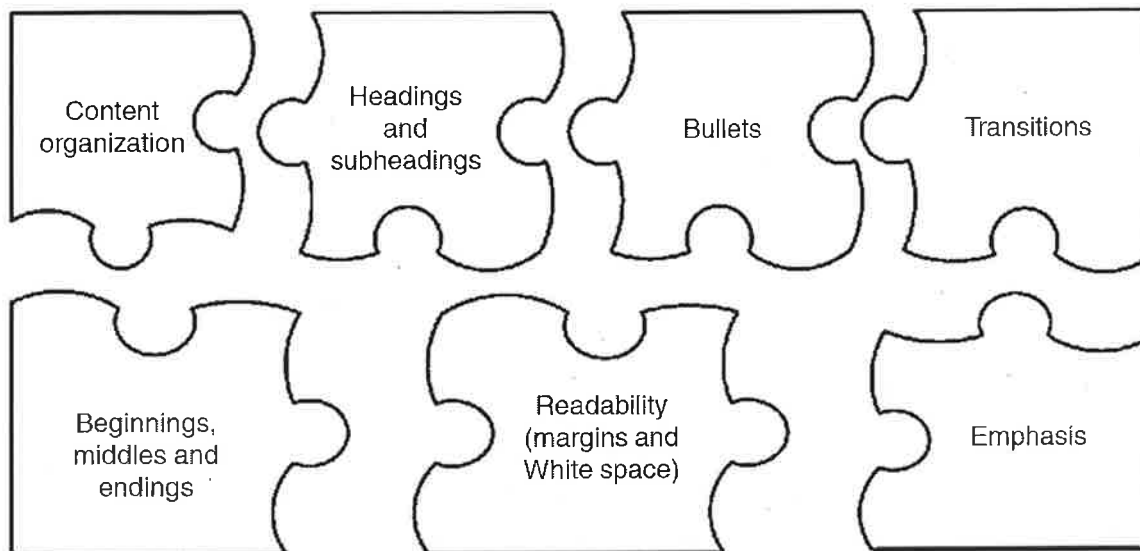 Content
organization
Headings
and
subheadings
Bullets
Transitions
Beginnings,
middles and
endings
Readability
(margins and
White space)
Emphasis